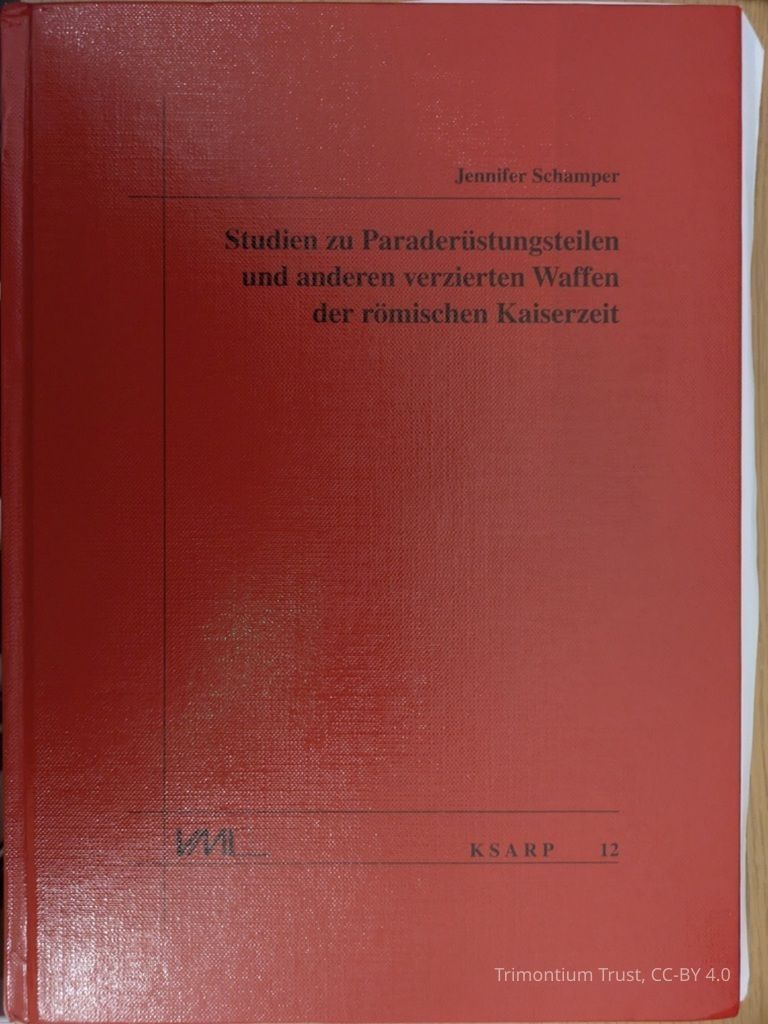 Jennifer Schamper
Studien zu Paraderüstungsteilen
und anderen verzierten Waffen
der römischen Kaiserzeit
VML
KSARP 12
Trimontium Trust, CC-BY 4.0